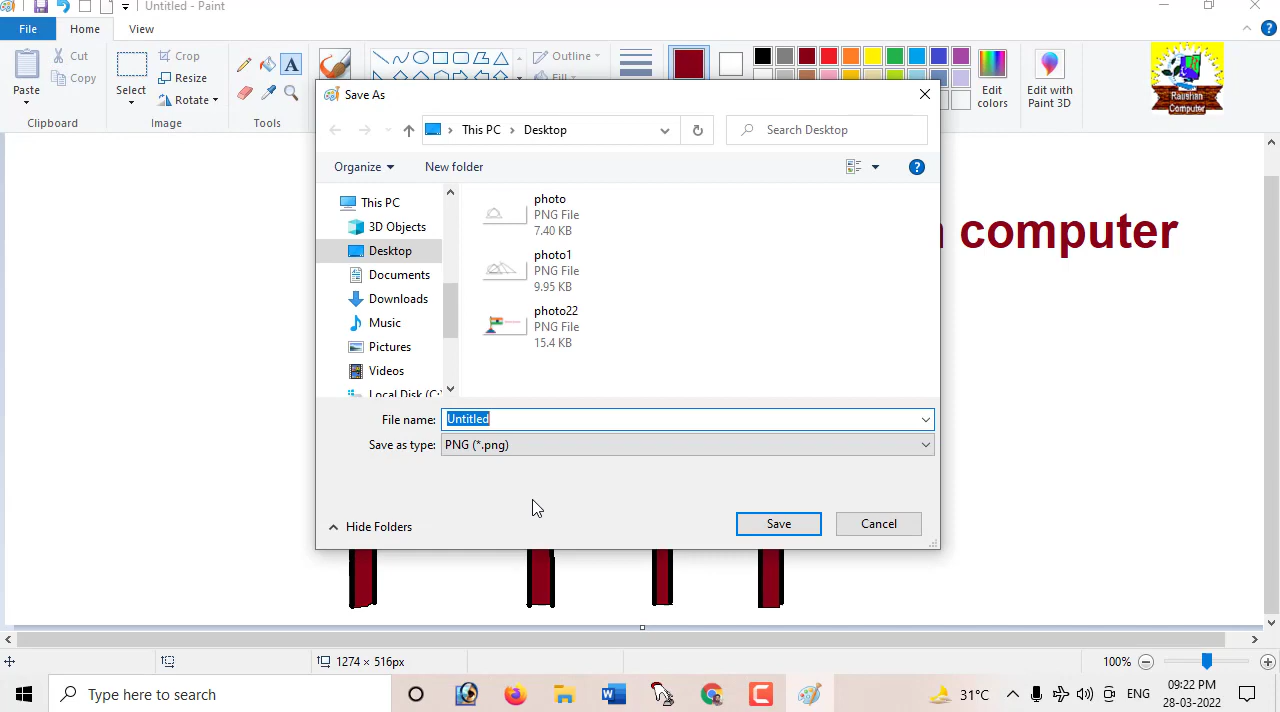 Untitled - Paint
File
Home
View
Paste
Cut
Copy
Clipboard
Select
Crop
Resize
Rotate
Image
Tools
Outline
Fill
Edit colors
Edit with Paint 3D
Raushan
Computer
computer
Save As
This PC
Desktop
Search Desktop
Organize
New folder
This PC
3D Objects
Desktop
Documents
Downloads
Music
Pictures
Videos
Local Disk (C:
photo
PNG File
7.40 KB
photo1
PNG File
9.95 KB
photo22
PNG File
15.4 KB
File name:
Untitled
Save as type:
PNG (*.png)
Hide Folders
Save
Cancel
1274 × 516px
100%
Type here to search
31°C
ENG
09:22 PM
28-03-2022